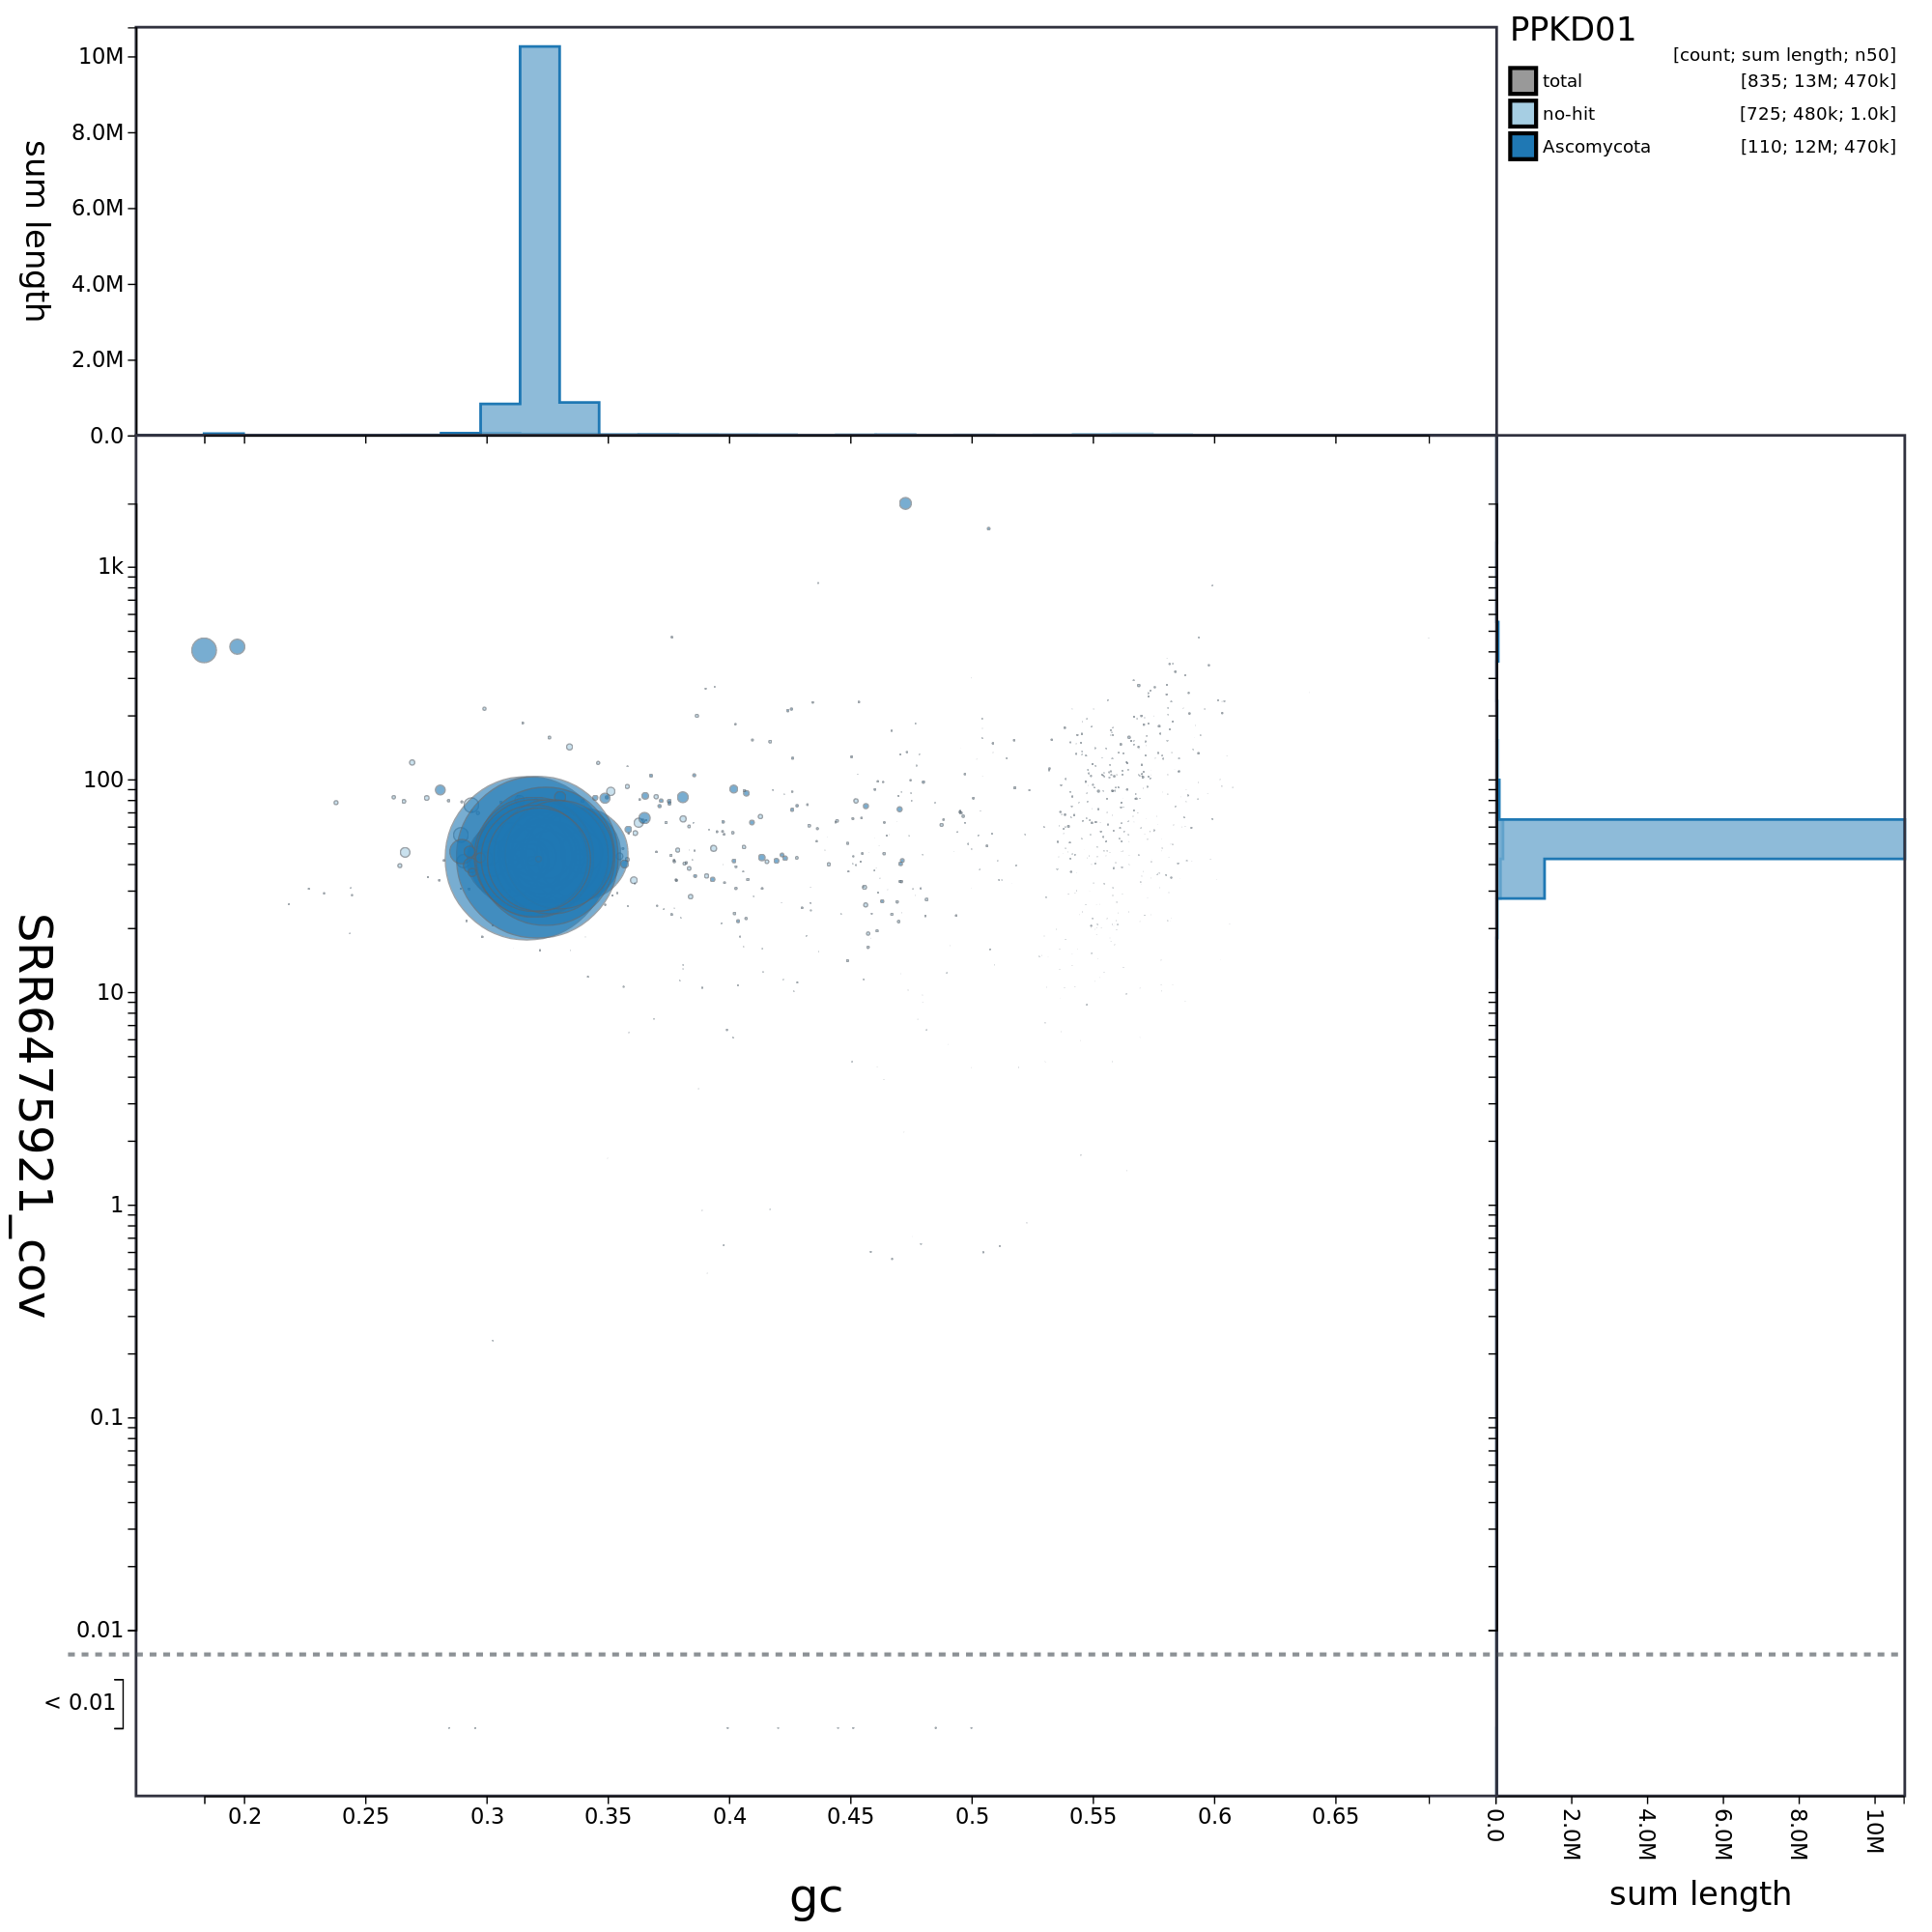 PPKD01
[count; sum length; n50]
total [835; 13M; 470k]
no-hit [725; 480k; 1.0k]
Ascomycota [110; 12M; 470k]
sum length
10M
8.0M
6.0M
4.0M
2.0M
0.0
SRR6475921_cov
1k
100
10
1
0.1
0.01
< 0.01
0.2 0.25 0.3 0.35 0.4 0.45 0.5 0.55 0.6 0.65
gc
0.0 2.0M 4.0M 6.0M 8.0M 10M
sum length